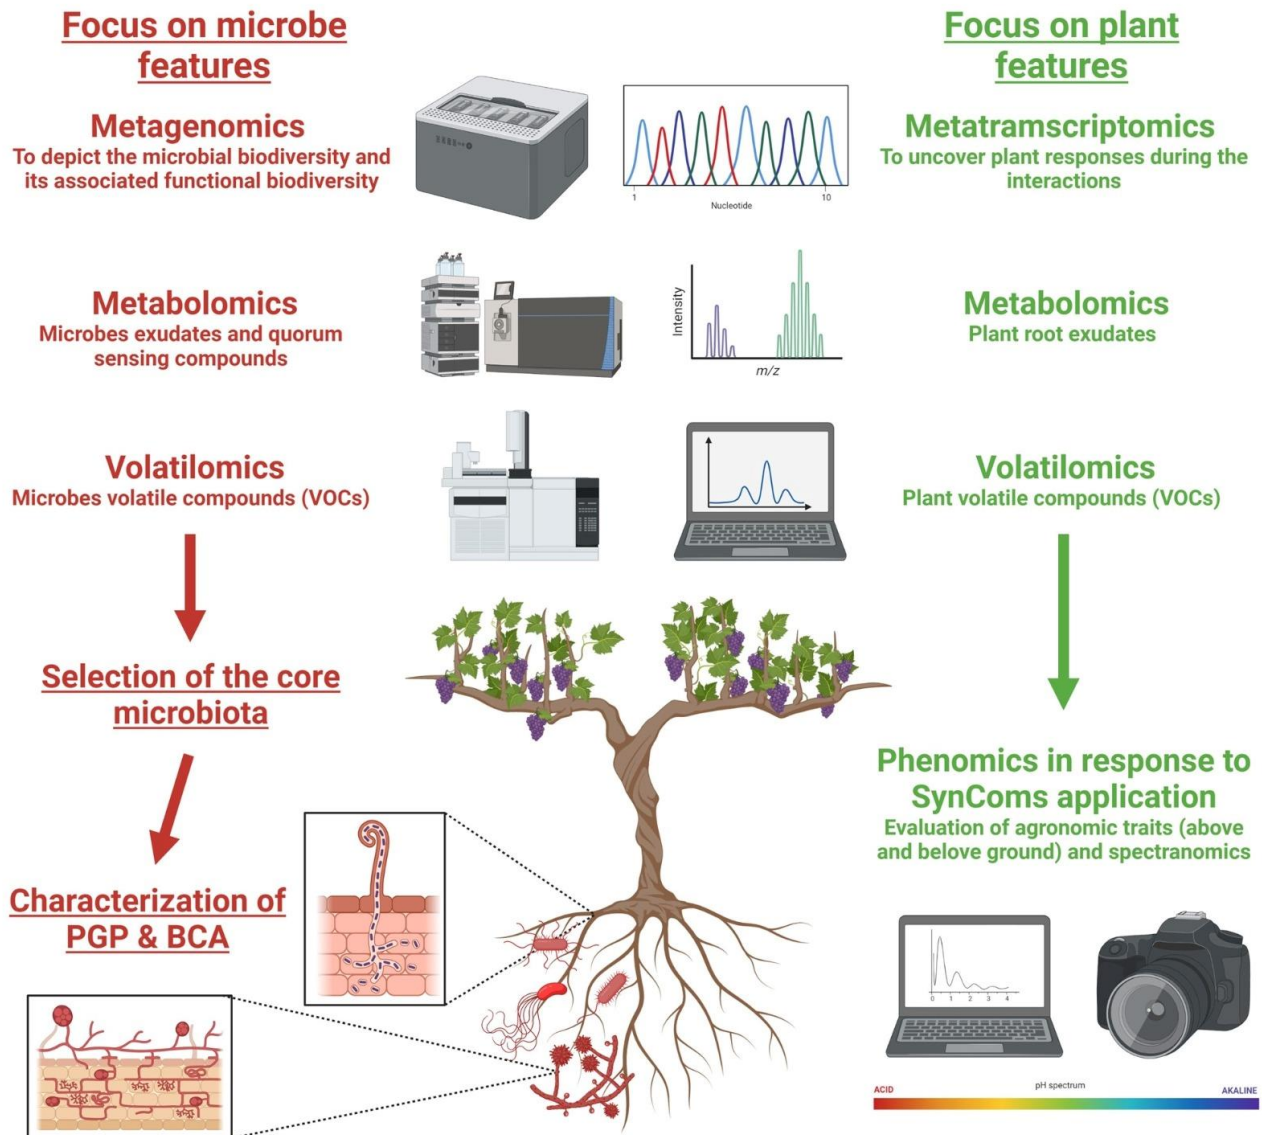 Focus on microbe
features
Metagenomics
To depict the microbial biodiversity and
its associated functional biodiversity
1
10
Nucleotide
Focus on plant
features
Metatramscriptomics
To uncover plant responses during the
interactions
Metabolomics
Microbes exudates and quorum
sensing compounds
Intensity
m/z
Metabolomics
Plant root exudates
Volatilomics
Microbes volatile compounds (VOCs)
Volatilomics
Plant volatile compounds (VOCs)
Selection of the core
microbiota
Characterization of
PGP & BCA
Phenomics in response to
SynComs application
Evaluation of agronomic traits (above
and belove ground) and spectranomics
0 1 2 3 4
ACID
pH spectrum
AKALINE